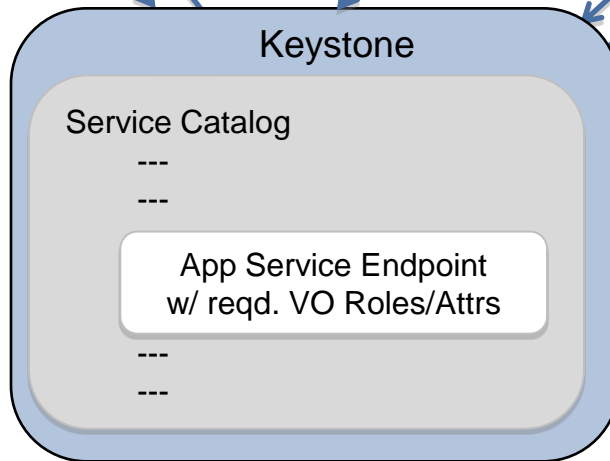 Keystone
Service Catalog
---
---
App Service Endpoint
w/ reqd. VO Roles/Attrs
---
---